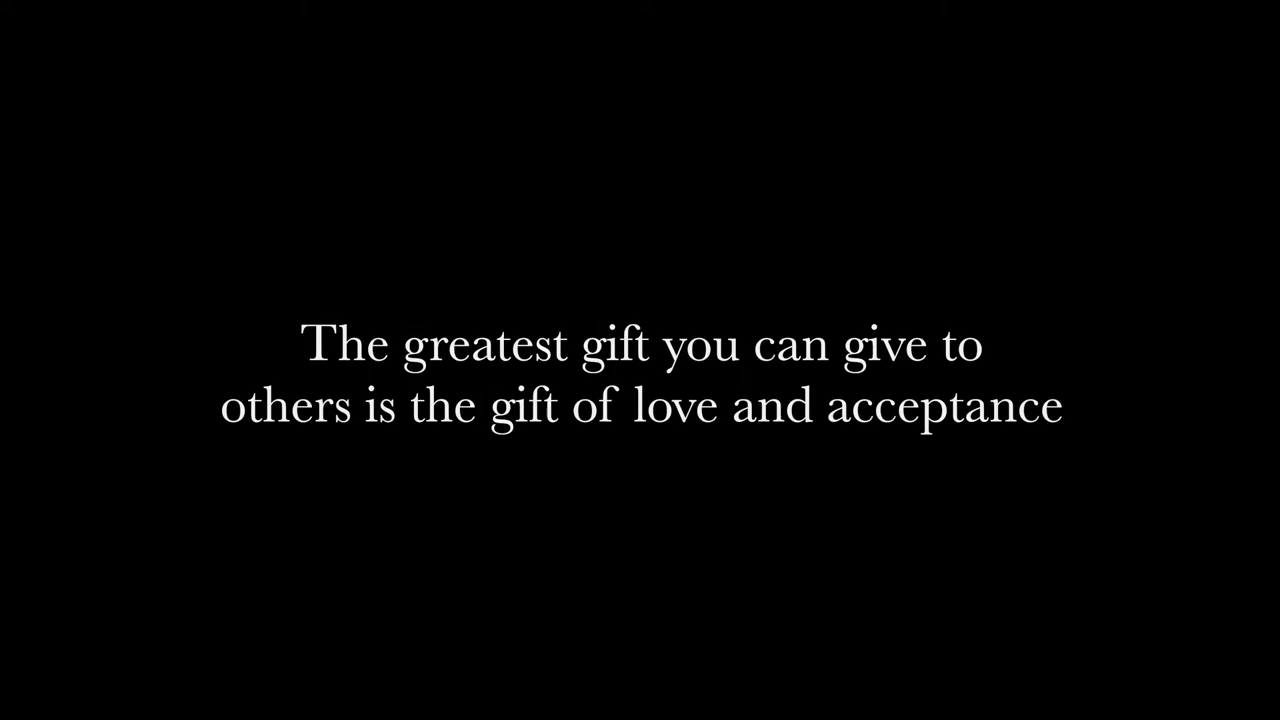 The greatest gift you can give to
others is the gift of love and acceptance